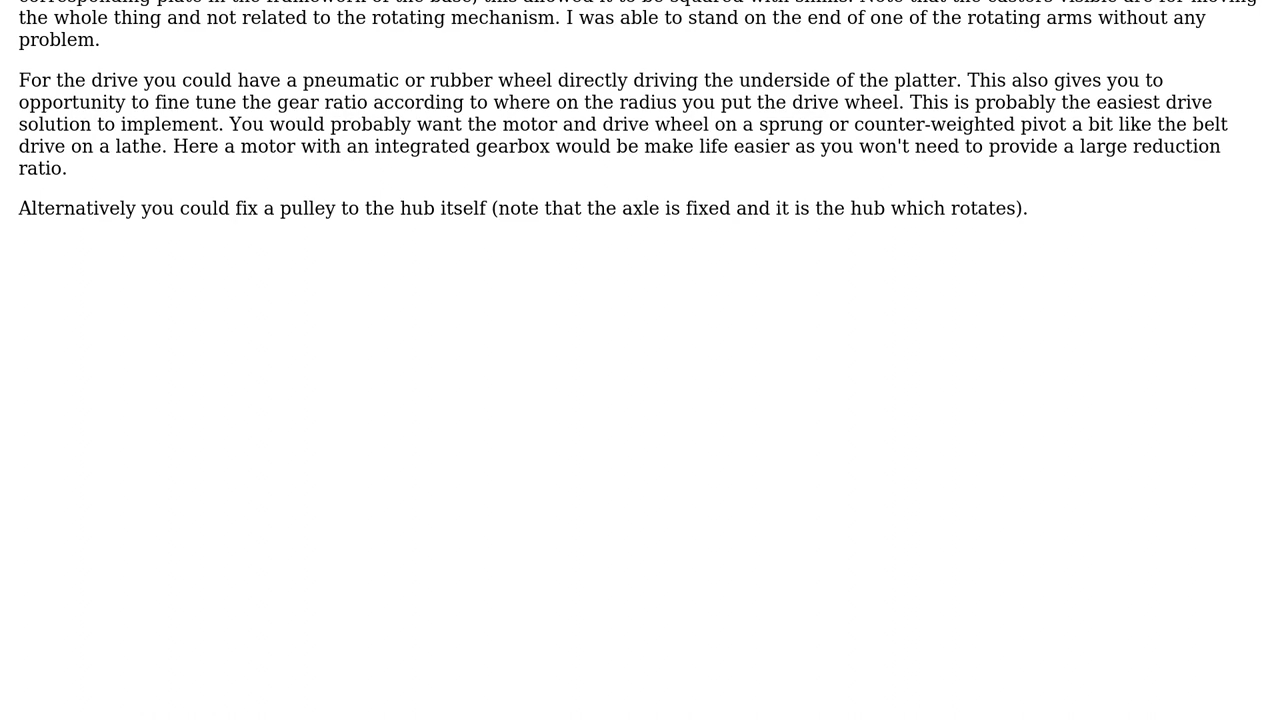 the whole thing and not related to the rotating mechanism. I was able to stand on the end of one of the rotating arms without any
problem.
For the drive you could have a pneumatic or rubber wheel directly driving the underside of the platter. This also gives you to
opportunity to fine tune the gear ratio according to where on the radius you put the drive wheel. This is probably the easiest drive
solution to implement. You would probably want the motor and drive wheel on a sprung or counter-weighted pivot a bit like the belt
drive on a lathe. Here a motor with an integrated gearbox would be make life easier as you won't need to provide a large reduction
ratio.
Alternatively you could fix a pulley to the hub itself (note that the axle is fixed and it is the hub which rotates).